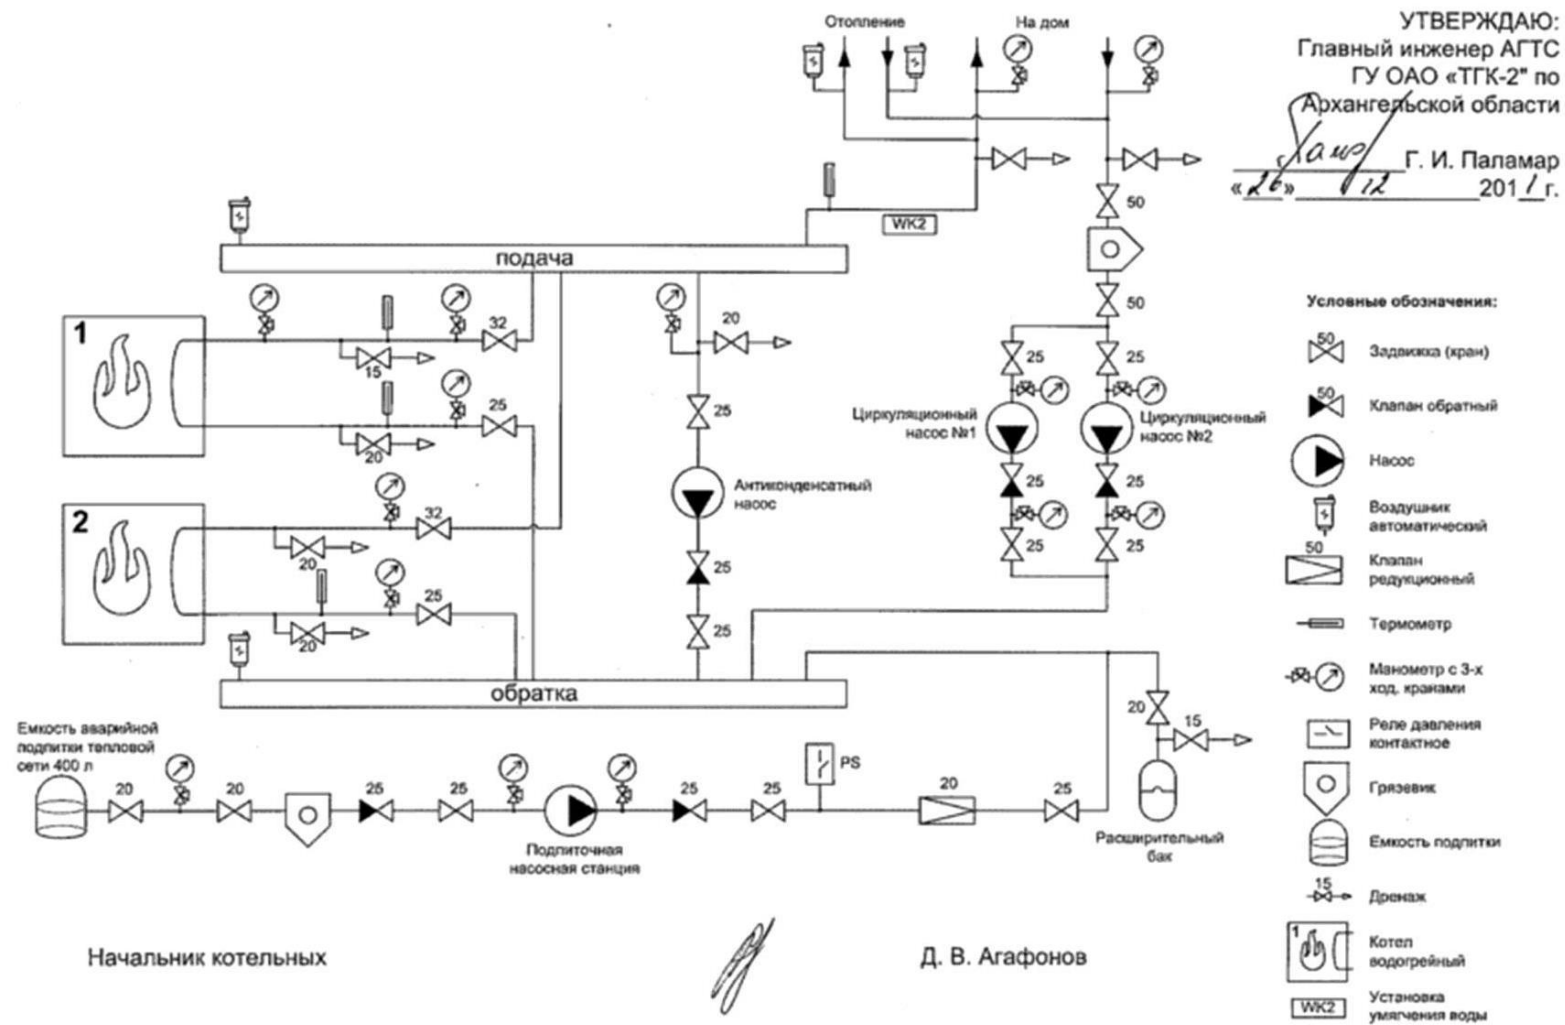 Отопление
На дом
УТВЕРЖДАЮ:
Главный инженер АГТС
ГУ ОАО «ТГК-2" по
Архангельской области
Г. И. Паламар
«26» 12 2011г.
50
WK2
подача
50
1
32
15
25
20
20
25
25
25
25
Циркуляционный
насос №1
Циркуляционный
насос №2
Антиконденсатный
насос
25
25
25
25
25
25
2
32
20
25
20
обратка
Условные обозначения:
50
Задвижка (кран)
50
Клапан обратный
Насос
Воздушник
автоматический
50
Клапан
редукционный
Термометр
Манометр с 3-х
ход. кранами
Реле давления
контактное
Грязевик
Емкость подпитки
15
Дренаж
1
Котел
водогрейный
WK2
Установка
умягчения воды
Емкость аварийной
подпитки тепловой
сети 400 л
20
20
25
25
25
25
PS
20
25
20
15
Подпиточная
насосная станция
Расширительный
бак
Начальник котельных
Д. В. Агафонов